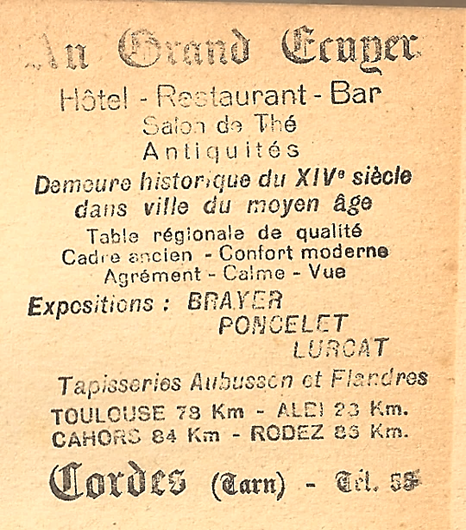 Au Grand Ecuyer
Hôtel - Restaurant - Bar
Salon de Thé
Antiquités
Demeure historique du XIVe siècle
dans ville du moyen âge
Table régionale de qualité
Cadre ancien - Confort moderne
Agrément - Calme - Vue
Expositions : BRAYER
PONCELET
LURCAT
Tapisseries Aubusson et Flandres
TOULOUSE 78 Km - ALBI 23 Km.
CAHORS 84 Km - RODEZ 85 Km.
Cordes (Tarn) - Tél.